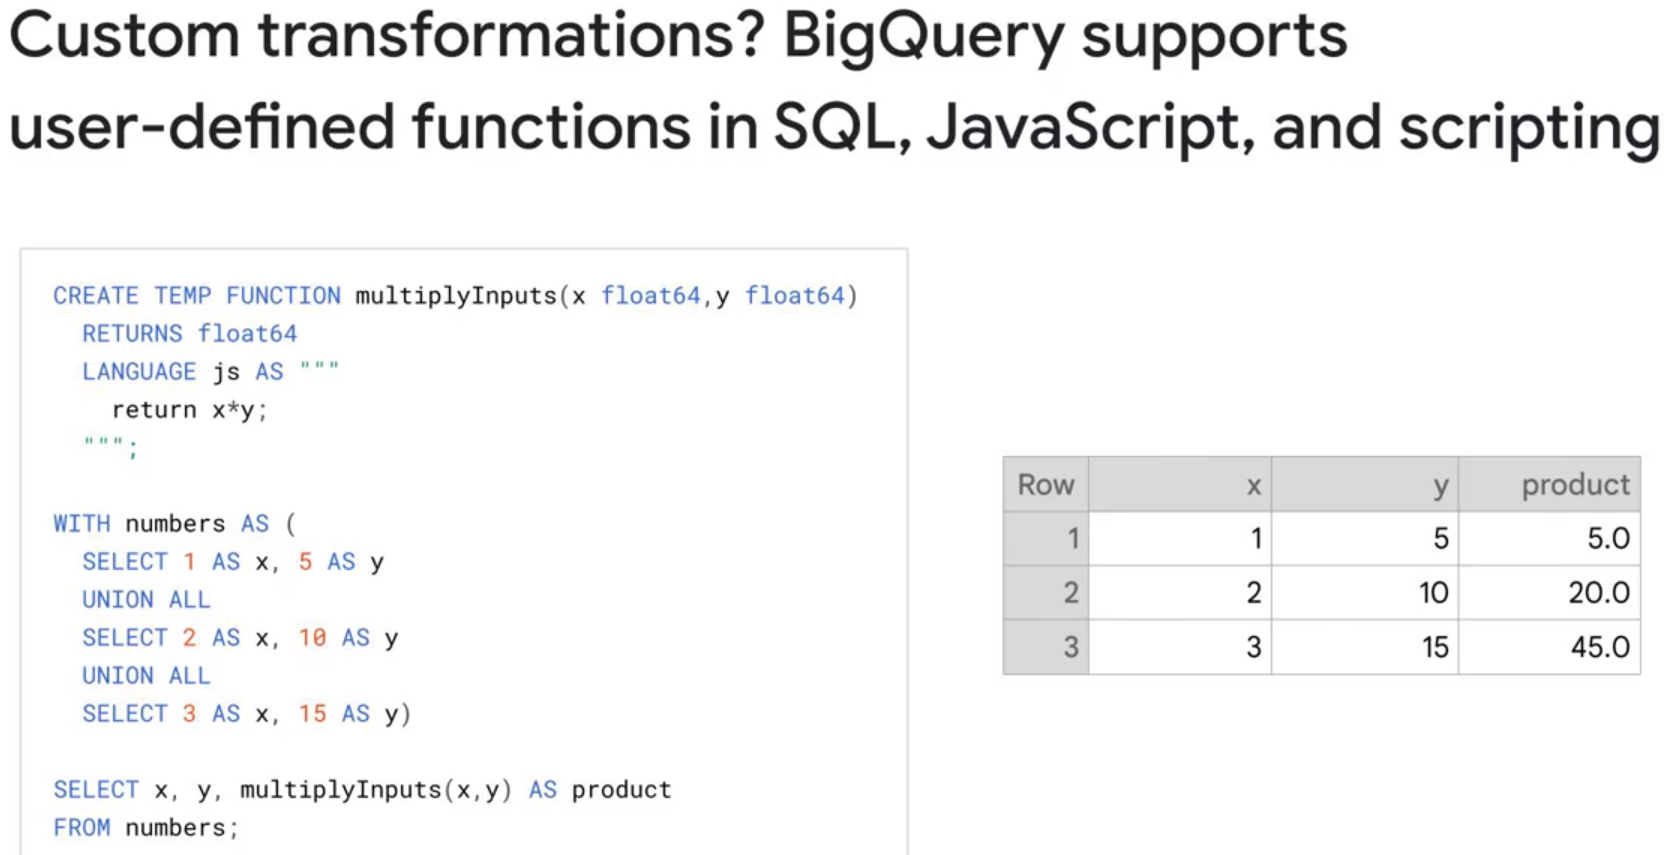 Custom transformations? BigQuery supports
user-defined functions in SQL, JavaScript, and scripting
CREATE TEMP FUNCTION multiplyInputs(x float64,y float64)
RETURNS float64
LANGUAGE js AS """
return x*y;
""";
WITH numbers AS (
SELECT 1 AS x, 5 AS y
UNION ALL
SELECT 2 AS x, 10 AS y
UNION ALL
SELECT 3 AS x, 15 AS y)
SELECT x, y, multiplyInputs(x,y) AS product
FROM numbers;
Row x y product
1 1 5 5.0
2 2 10 20.0
3 3 15 45.0